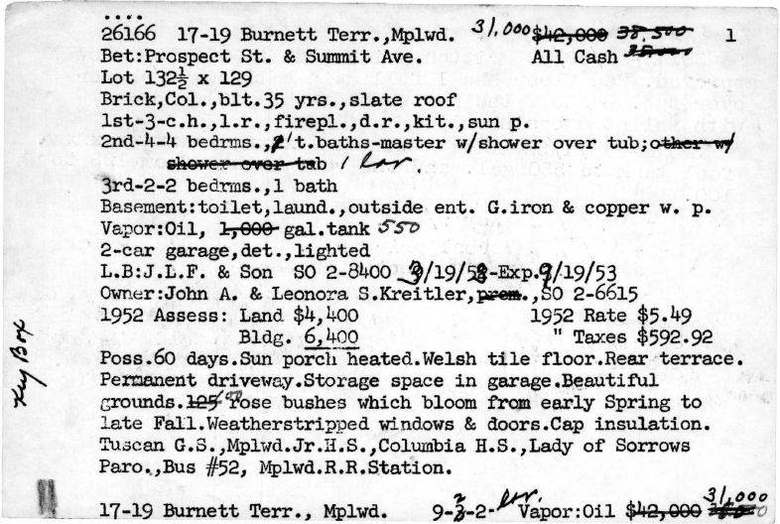 26166 17-19 Burnett Terr.,Mplwd. 31,000 $42,000 38,500 1
Bet:Prospect St. & Summit Ave. All Cash 35,000
Lot 132½ x 129
Brick,Col.,blt.35 yrs.,slate roof
1st-3-c.h.,l.r.,firepl.,d.r.,kit.,sun p.
2nd-4-4 bedrms., 1 t.baths-master w/shower over tub;other w/
shower over tub 1 lav.
3rd-2-2 bedrms.,1 bath
Basement:toilet,laund.,outside ent. G.iron & copper w. p.
Vapor:Oil, 1,000 gal.tank 550
2-car garage,det.,lighted
L.B:J.L.F. & Son SO 2-8400 3/19/53-Exp.9/19/53
Owner:John A. & Leonora S.Kreitler,prem.,SO 2-6615
1952 Assess: Land $4,400 1952 Rate $5.49
Bldg. 6,400 " Taxes $592.92
Poss.60 days.Sun porch heated.Welsh tile floor.Rear terrace.
Permanent driveway.Storage space in garage.Beautiful
grounds.125 rose bushes which bloom from early Spring to
late Fall.Weatherstripped windows & doors.Cap insulation.
Tuscan G.S.,Mplwd.Jr.H.S.,Columbia H.S.,Lady of Sorrows
Paro.,Bus #52, Mplwd.R.R.Station.
Key Box
17-19 Burnett Terr., Mplwd. 9-2-2- lav. Vapor:Oil $42,000 31,000